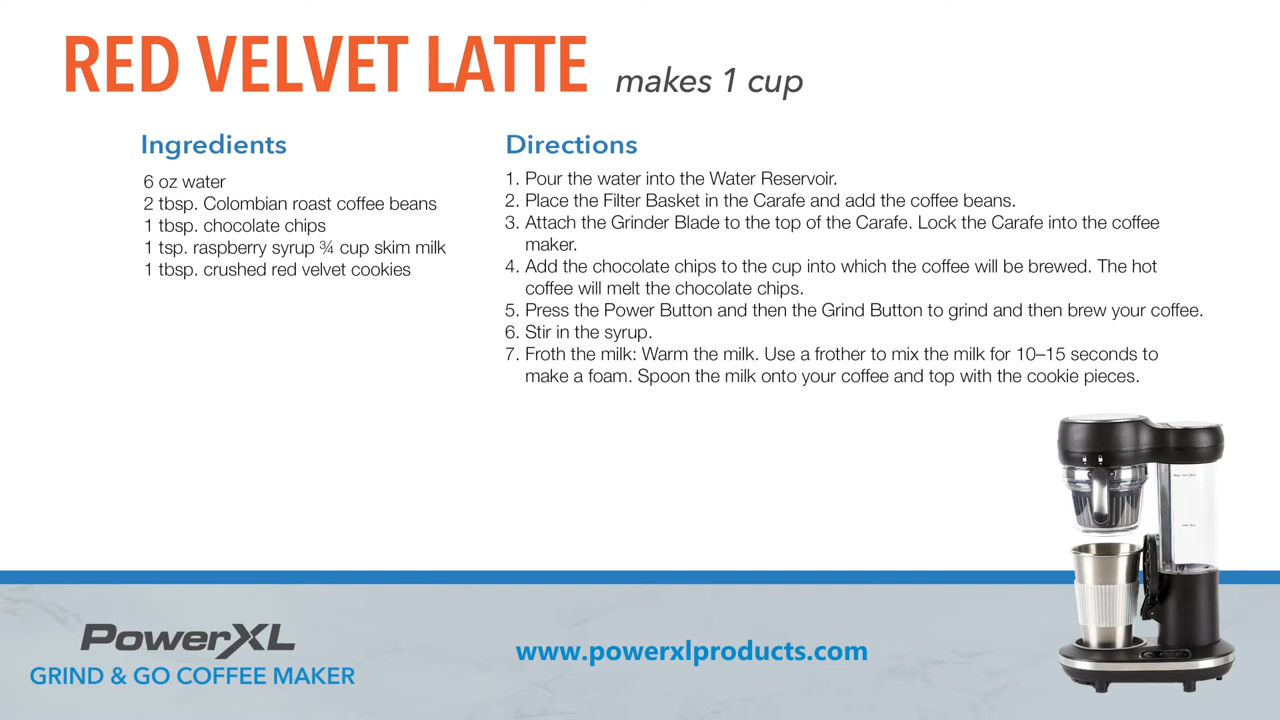 RED VELVET LATTE makes 1 cup
Ingredients
6 oz water
2 tbsp. Colombian roast coffee beans
1 tbsp. chocolate chips
1 tsp. raspberry syrup ¾ cup skim milk
1 tbsp. crushed red velvet cookies
Directions
1. Pour the water into the Water Reservoir.
2. Place the Filter Basket in the Carafe and add the coffee beans.
3. Attach the Grinder Blade to the top of the Carafe. Lock the Carafe into the coffee
maker.
4. Add the chocolate chips to the cup into which the coffee will be brewed. The hot
coffee will melt the chocolate chips.
5. Press the Power Button and then the Grind Button to grind and then brew your coffee.
6. Stir in the syrup.
7. Froth the milk: Warm the milk. Use a frother to mix the milk for 10–15 seconds to
make a foam. Spoon the milk onto your coffee and top with the cookie pieces.
PowerXL
GRIND & GO COFFEE MAKER
www.powerxlproducts.com